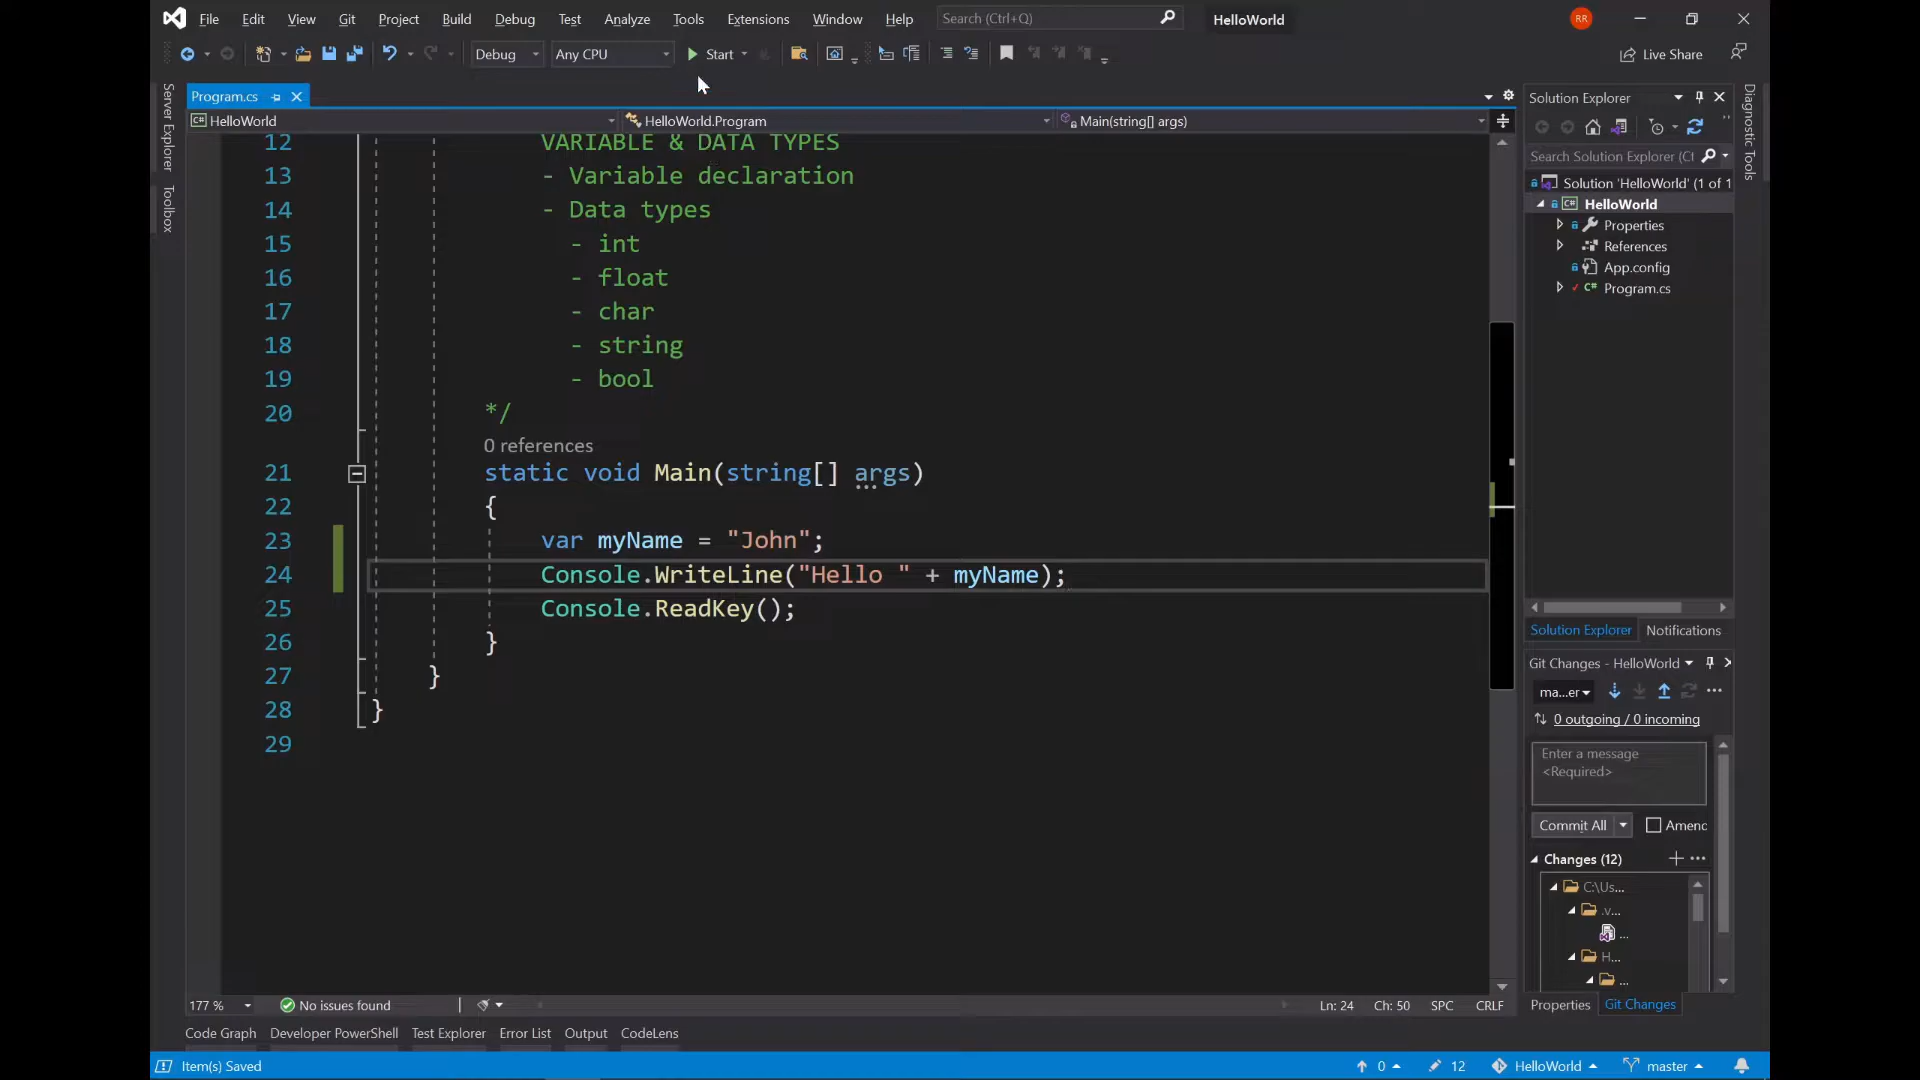 File Edit View Git Project Build Debug Test Analyze Tools Extensions Window Help Search (Ctrl+Q) HelloWorld RR
Debug Any CPU Start Live Share
Server Explorer
Toolbox
Program.cs
HelloWorld HelloWorld.Program Main(string[] args)
12 VARIABLE & DATA TYPES
13 - Variable declaration
14 - Data types
15 - int
16 - float
17 - char
18 - string
19 - bool
20 */
0 references
21 static void Main(string[] args)
22 {
23 var myName = "John";
24 Console.WriteLine("Hello " + myName);
25 Console.ReadKey();
26 }
27 }
28 }
29
177 % No issues found Ln: 24 Ch: 50 SPC CRLF
Code Graph Developer PowerShell Test Explorer Error List Output CodeLens
Solution Explorer
Search Solution Explorer (Ct
Solution 'HelloWorld' (1 of 1
C# HelloWorld
Properties
References
App.config
C# Program.cs
Solution Explorer Notifications
Git Changes - HelloWorld
ma...er
0 outgoing / 0 incoming
Enter a message
<Required>
Commit All Amenc
Changes (12)
C:\Us...
.v...
...
H...
...
Properties Git Changes
Diagnostic Tools
Item(s) Saved 0 12 HelloWorld master